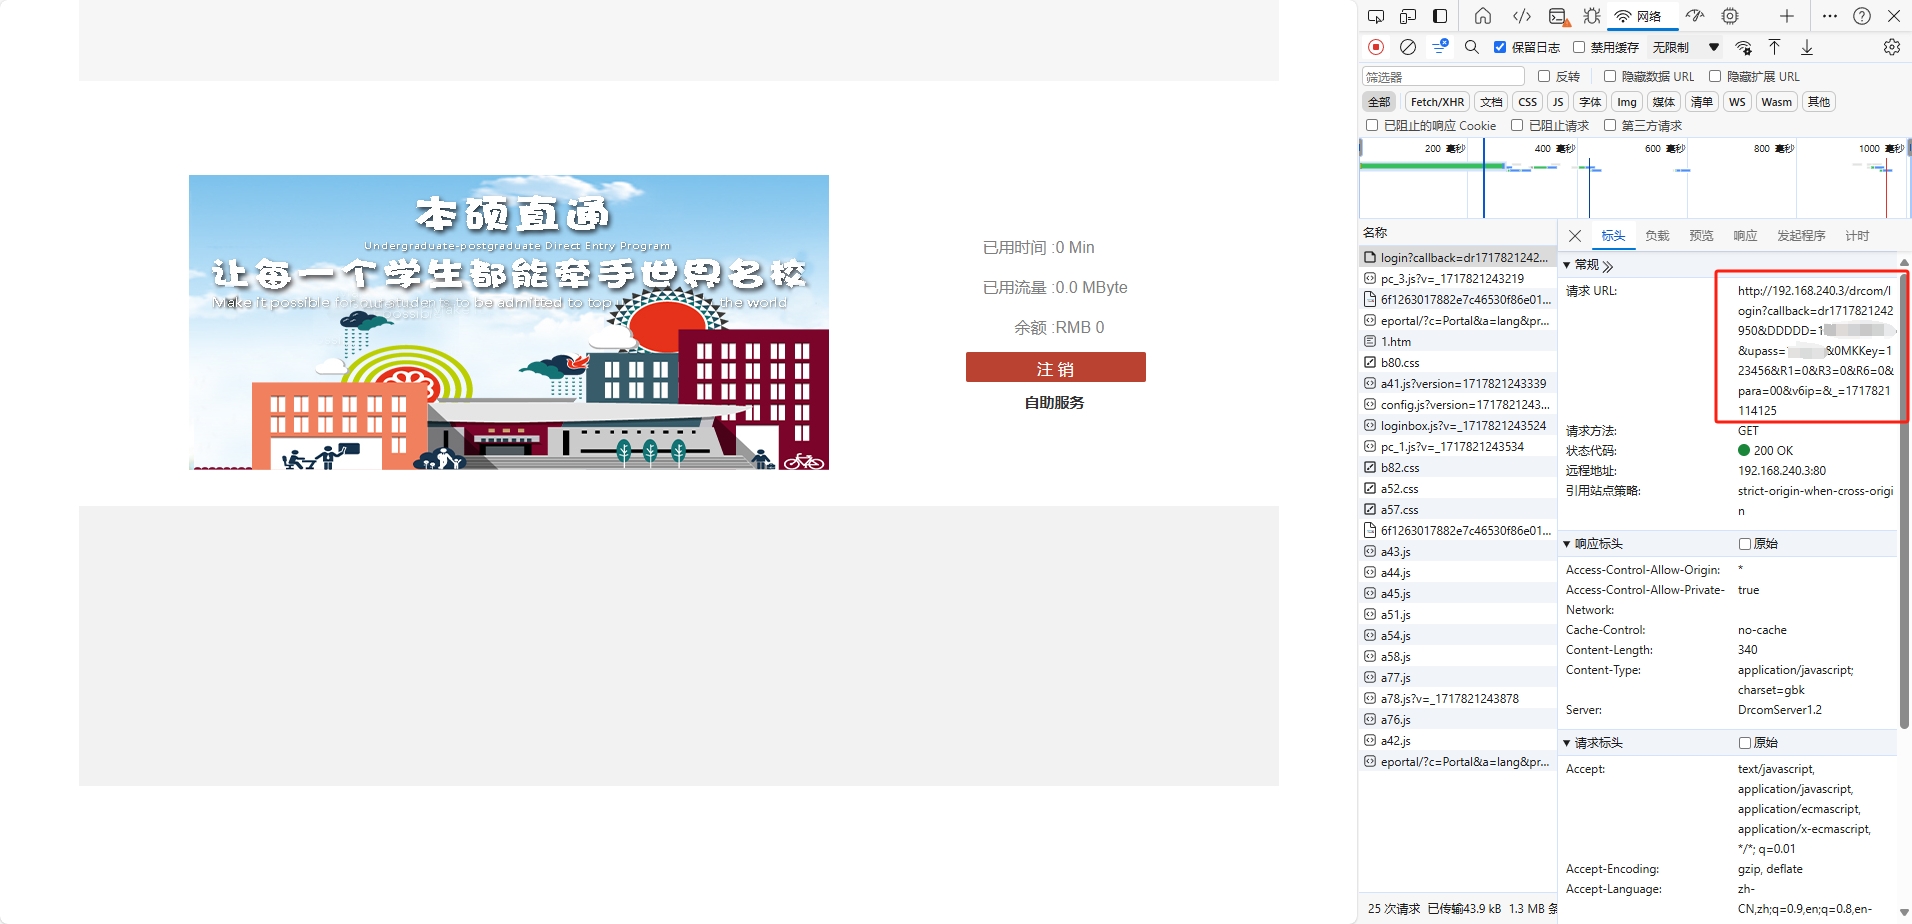 本硕直通
Undergraduate-postgraduate Direct Entry Program
让每一个学生都能牵手世界名校
Make it possible for our students to be admitted to top
the world
已用时间 :0 Min
已用流量 :0.0 MByte
余额 :RMB 0
注 销
自助服务
网络
保留日志
禁用缓存
无限制
筛选器
反转
隐藏数据 URL
隐藏扩展 URL
全部
Fetch/XHR
文档
CSS
JS
字体
Img
媒体
清单
WS
Wasm
其他
已阻止的响应 Cookie
已阻止请求
第三方请求
200 毫秒
400 毫秒
600 毫秒
800 毫秒
1000 毫秒
名称
login?callback=dr1717821242...
pc_3.js?v=_1717821243219
6f1263017882e7c46530f86e01...
eportal/?c=Portal&a=lang&pr...
1.htm
b80.css
a41.js?version=1717821243339
config.js?version=1717821243...
loginbox.js?v=_1717821243524
pc_1.js?v=_1717821243534
b82.css
a52.css
a57.css
6f1263017882e7c46530f86e01...
a43.js
a44.js
a45.js
a51.js
a54.js
a58.js
a77.js
a78.js?v=_1717821243878
a76.js
a42.js
eportal/?c=Portal&a=lang&pr...
25 次请求
已传输43.9 kB
1.3 MB 条
标头
负载
预览
响应
发起程序
计时
常规
请求 URL:
http://192.168.240.3/drcom/l
ogin?callback=dr1717821242
950&DDDDD=1
&upass=
&0MKKey=1
23456&R1=0&R3=0&R6=0&
para=00&v6ip=&_=1717821
114125
请求方法:
GET
状态代码:
200 OK
远程地址:
192.168.240.3:80
引用站点策略:
strict-origin-when-cross-origi
n
响应标头
原始
Access-Control-Allow-Origin:
*
Access-Control-Allow-Private-
Network:
true
Cache-Control:
no-cache
Content-Length:
340
Content-Type:
application/javascript;
charset=gbk
Server:
DrcomServer1.2
请求标头
原始
Accept:
text/javascript,
application/javascript,
application/ecmascript,
application/x-ecmascript,
*/*; q=0.01
Accept-Encoding:
gzip, deflate
Accept-Language:
zh-
CN,zh;q=0.9,en;q=0.8,en-